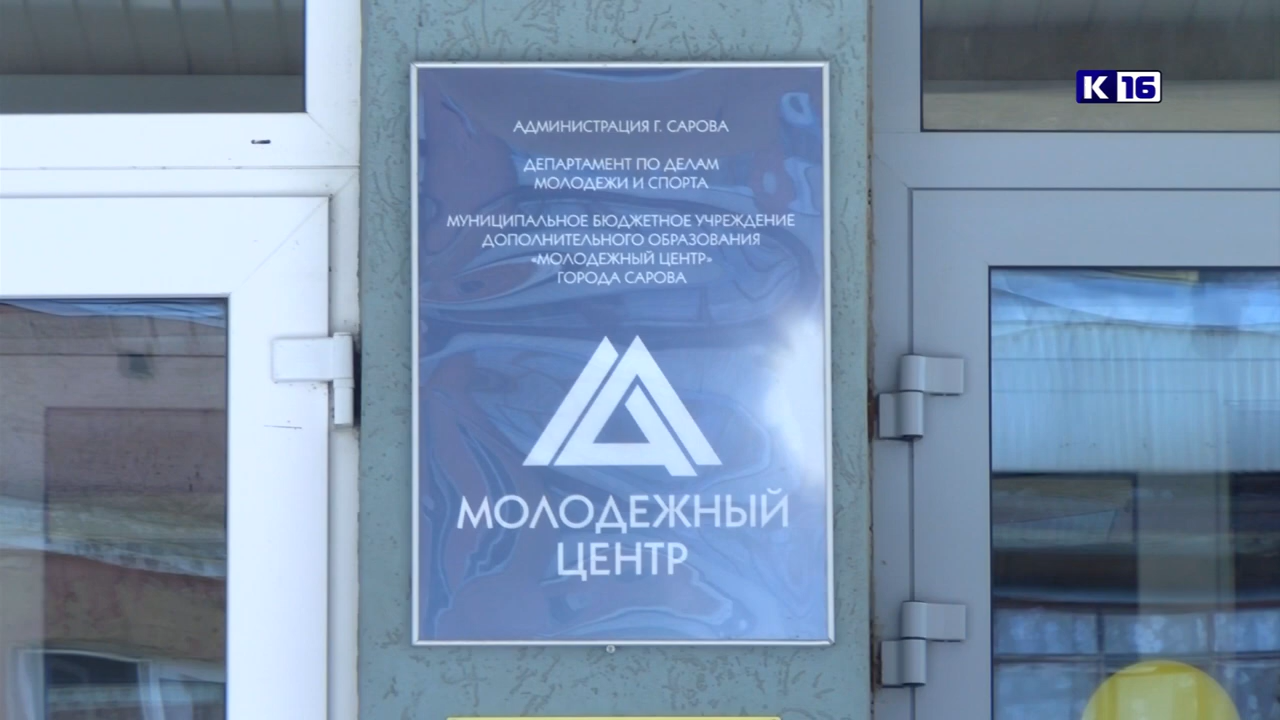 К 16
АДМИНИСТРАЦИЯ Г. САРОВА
ДЕПАРТАМЕНТ ПО ДЕЛАМ
МОЛОДЕЖИ И СПОРТА
МУНИЦИПАЛЬНОЕ БЮДЖЕТНОЕ УЧРЕЖДЕНИЕ
ДОПОЛНИТЕЛЬНОГО ОБРАЗОВАНИЯ
«МОЛОДЕЖНЫЙ ЦЕНТР»
ГОРОДА САРОВА
МОЛОДЕЖНЫЙ
ЦЕНТР